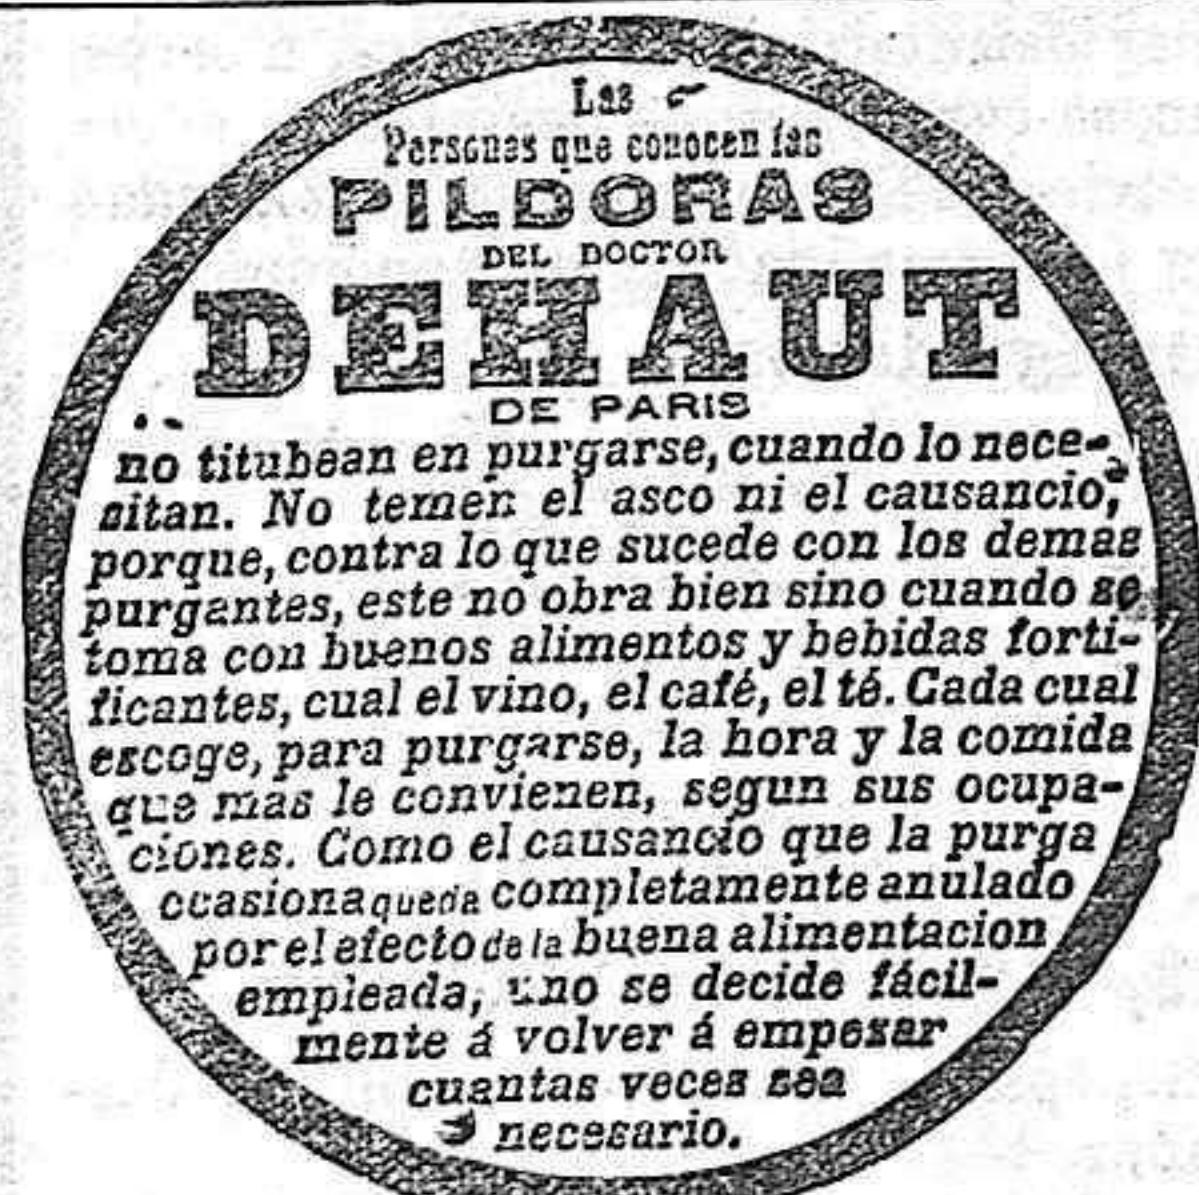 Las
Personas que conocen las
PILDORAS
DEL DOCTOR
DEHAUT
DE PARIS
no titubean en purgarse, cuando lo nece-
sitan. No temen el asco ni el causancio,
porque, contra lo que sucede con los demas
purgantes, este no obra bien sino cuando se
toma con buenos alimentos y bebidas forti-
ficantes, cual el vino, el café, el té. Cada cual
escoge, para purgarse, la hora y la comida
que mas le convienen, segun sus ocupa-
ciones. Como el causancio que la purga
ocasiona queda completamente anulado
por el efecto de la buena alimentacion
empleada, uno se decide fácil-
mente á volver á empezar
cuantas veces sea
necesario.